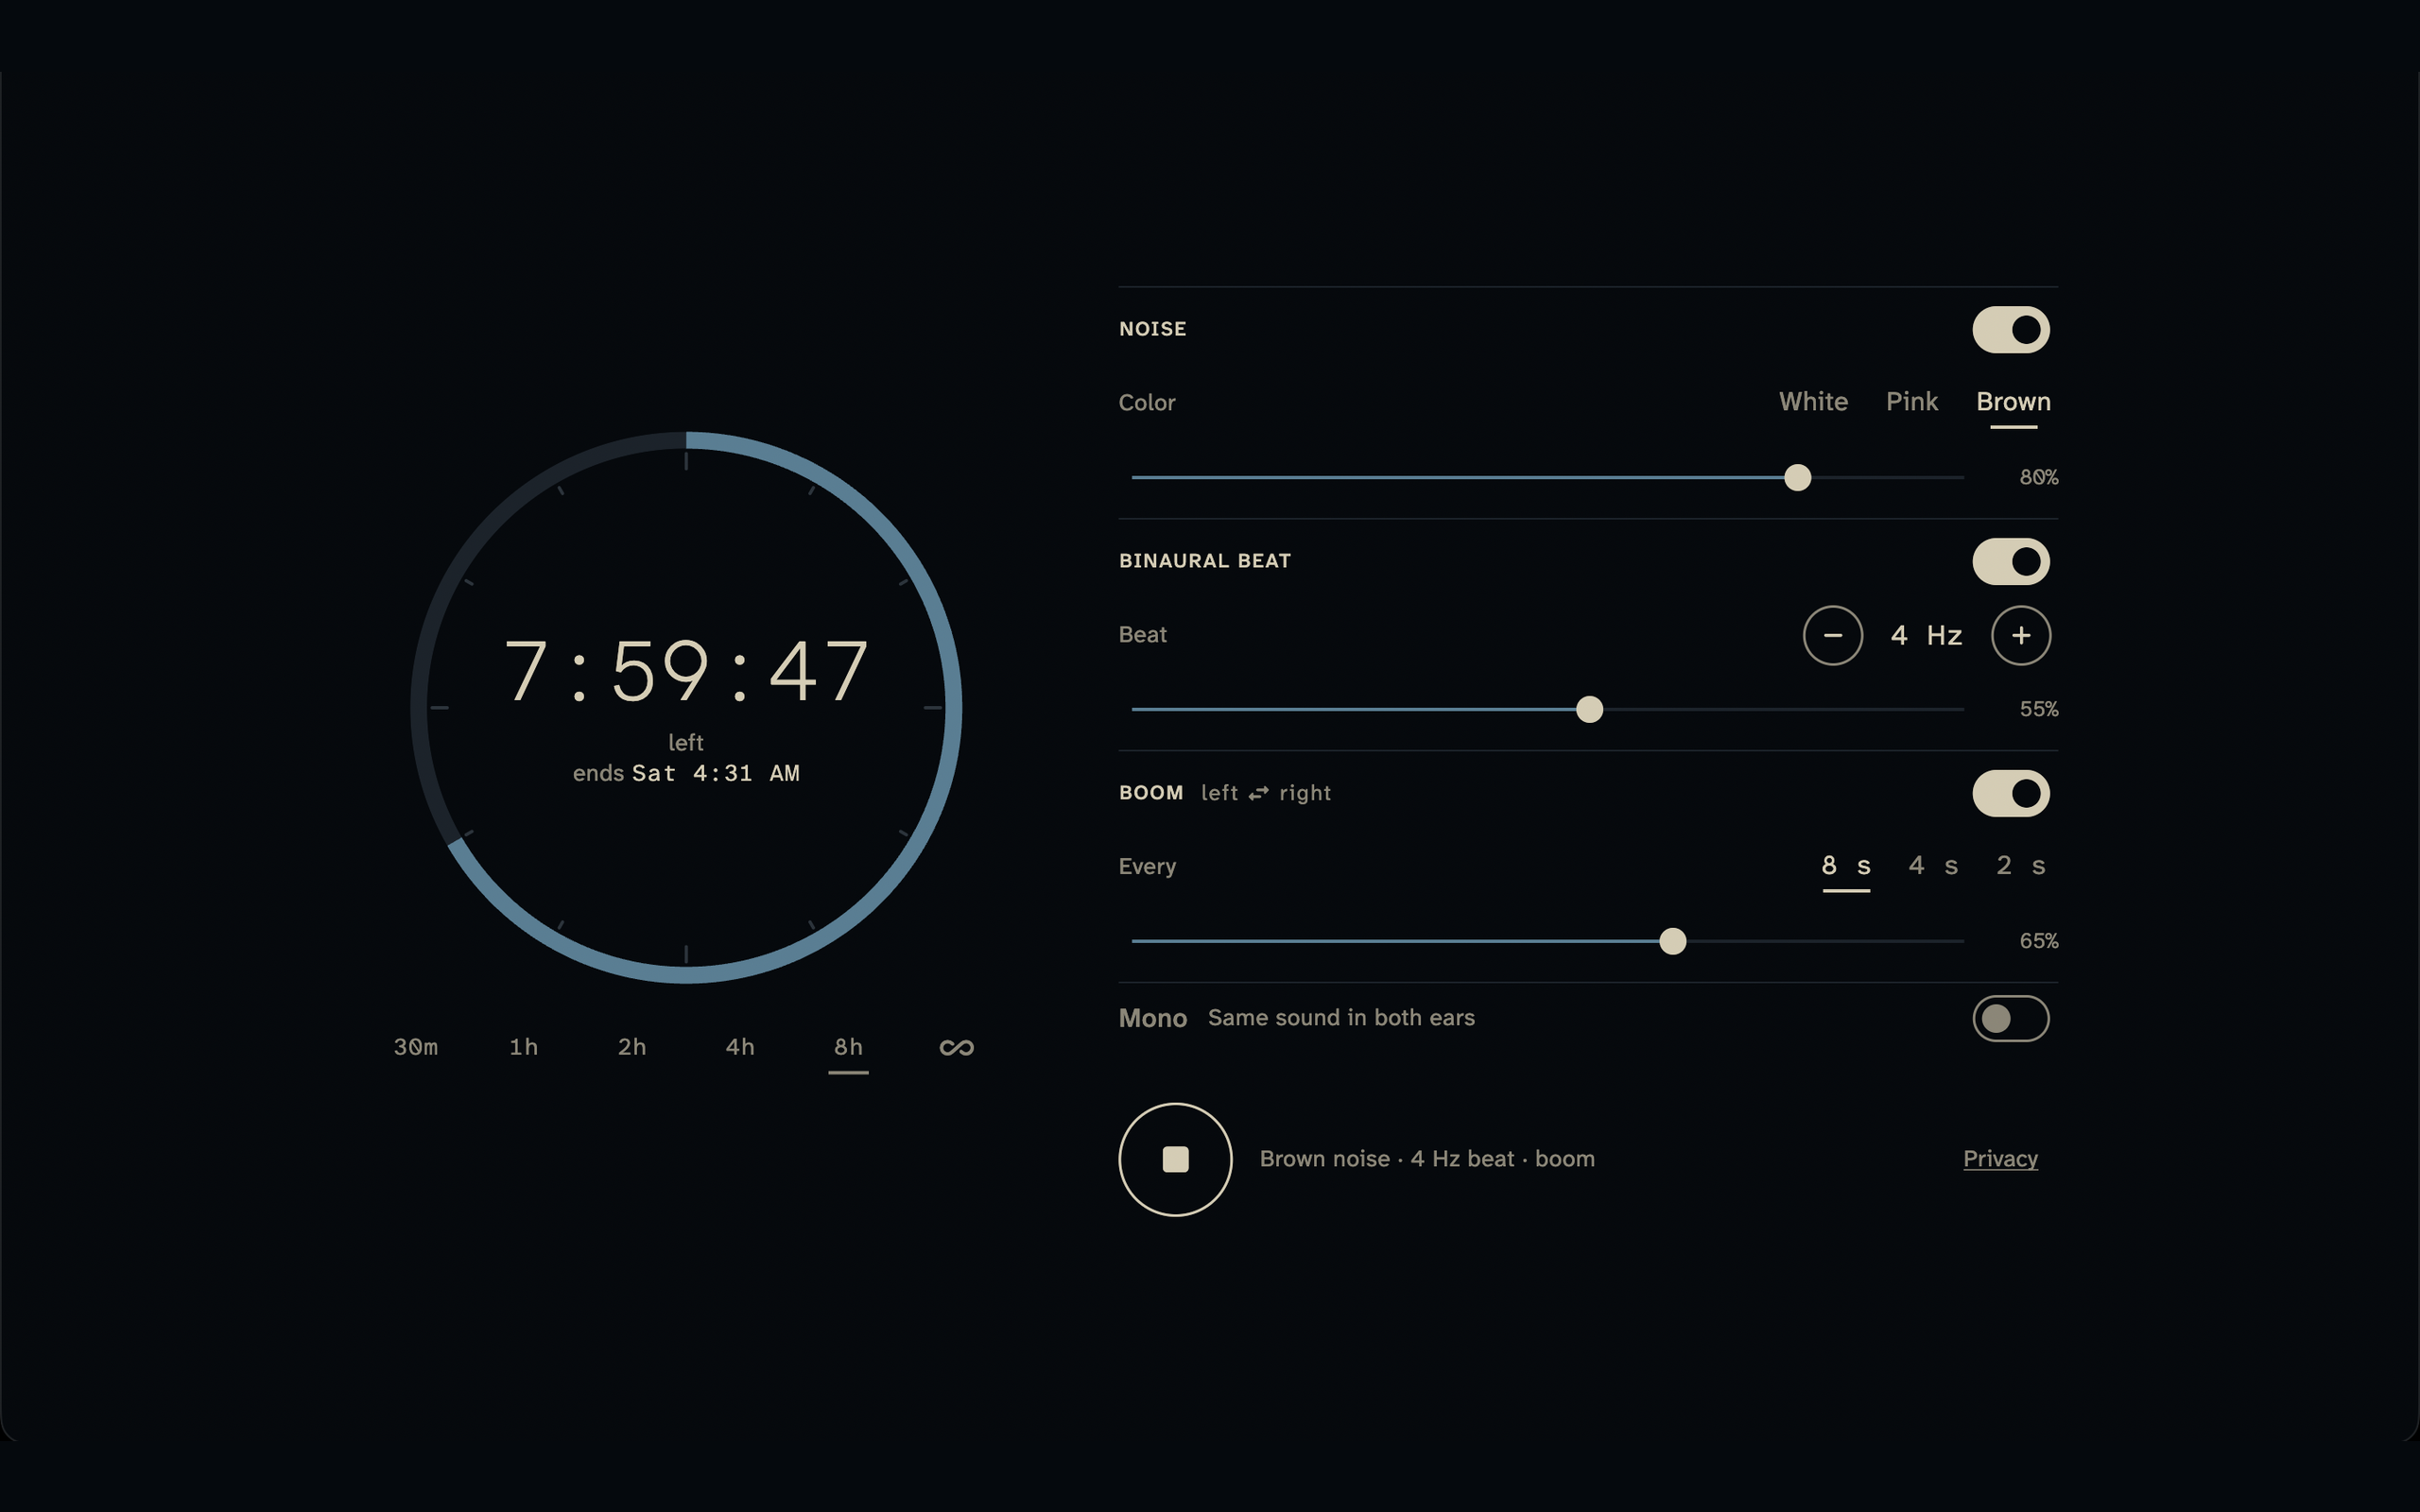 7:59:47
left
ends Sat 4:31 AM
30m 1h 2h 4h 8h ∞
NOISE
Color White Pink Brown
80%
BINAURAL BEAT
Beat − 4 Hz +
55%
BOOM left ⇄ right
Every 8 s 4 s 2 s
65%
Mono Same sound in both ears
Brown noise · 4 Hz beat · boom Privacy